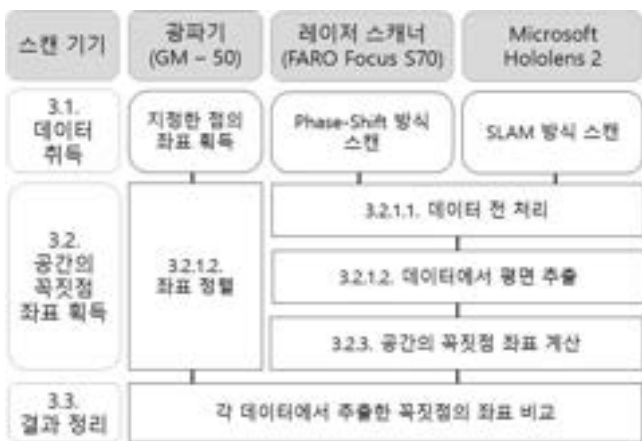 스캔 기기
광파기
(GM – 50)
레이저 스캐너
(FARO Focus S70)
Microsoft
Hololens 2
3.1.
데이터
취득
지정한 점의
좌표 획득
Phase-Shift 방식
스캔
SLAM 방식 스캔
3.2.
공간의
꼭짓점
좌표 획득
3.2.1.2.
좌표 정렬
3.2.1.1. 데이터 전 처리
3.2.1.2. 데이터에서 평면 추출
3.2.3. 공간의 꼭짓점 좌표 계산
3.3.
결과 정리
각 데이터에서 추출한 꼭짓점의 좌표 비교